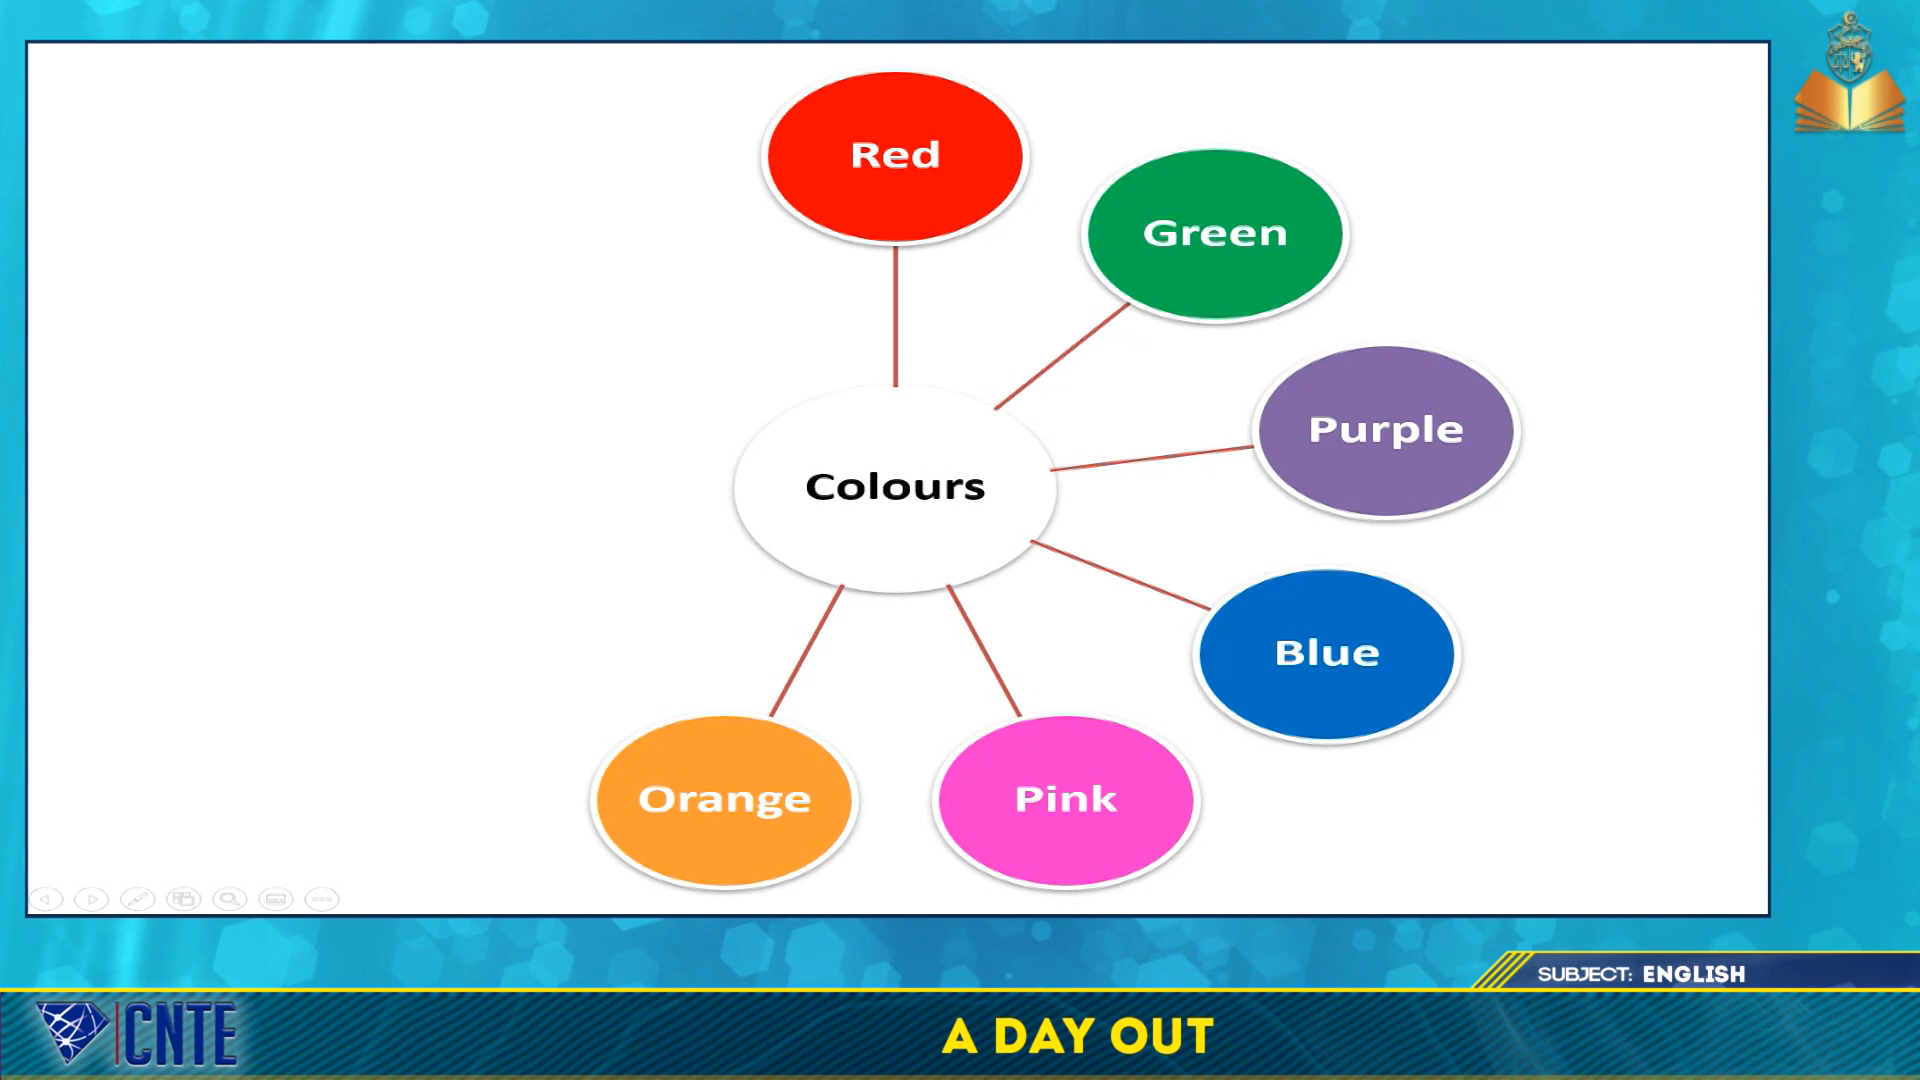 Red
Green
Purple
Colours
Blue
Orange
Pink
SUBJECT: ENGLISH
CNTE
A DAY OUT